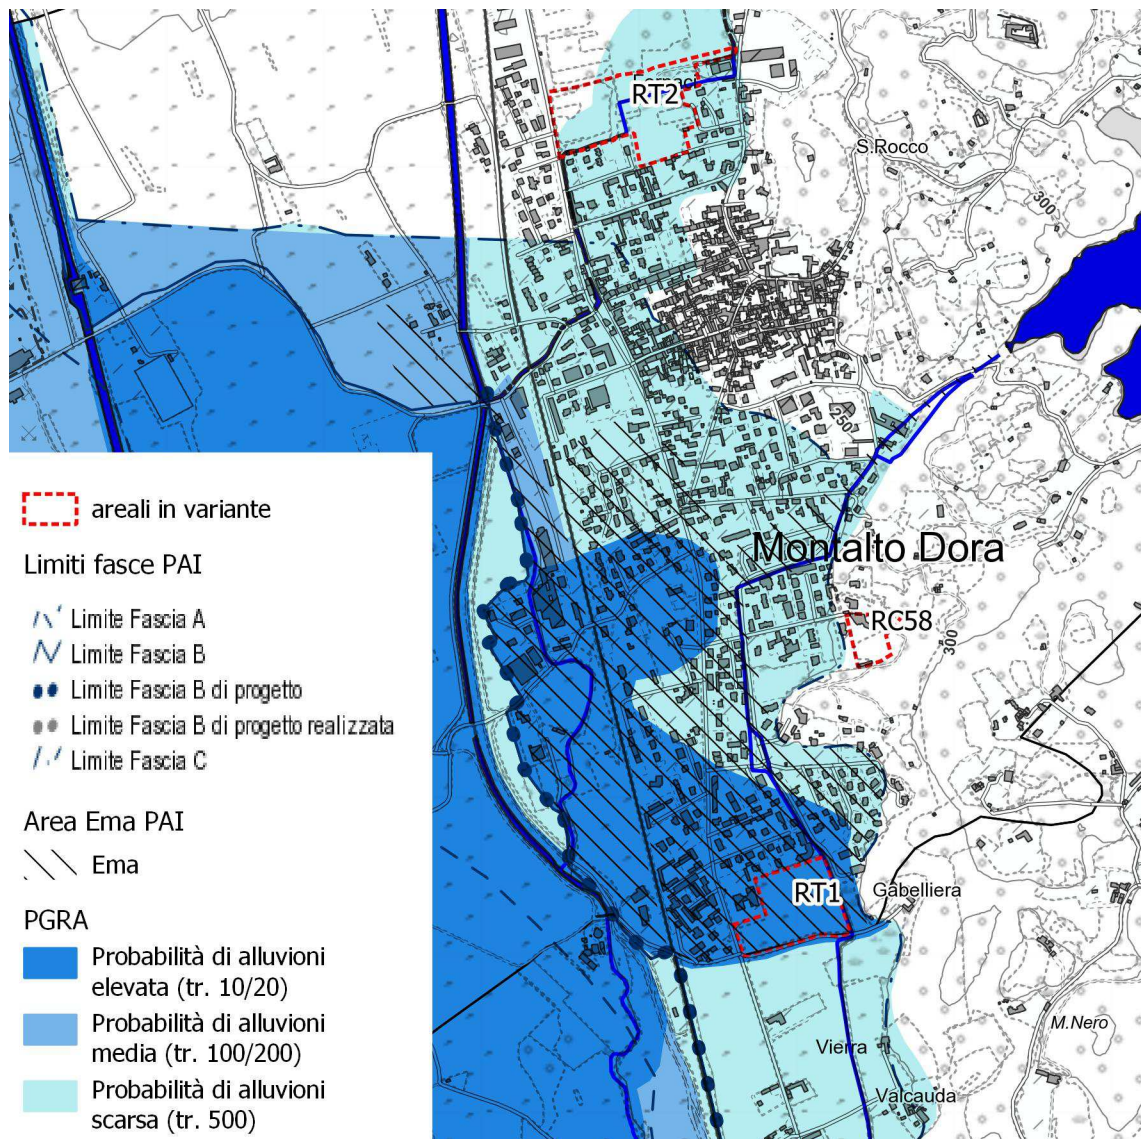 Fornaci
RT2
S.Rocco
300
250
Montalto Dora
RC58
300
RT1
Gabelliera
M.Nero
Vierra
Valcauda
areali in variante
Limiti fasce PAI
Limite Fascia A
Limite Fascia B
Limite Fascia B di progetto
Limite Fascia B di progetto realizzata
Limite Fascia C
Area Ema PAI
Ema
PGRA
Probabilità di alluvioni
elevata (tr. 10/20)
Probabilità di alluvioni
media (tr. 100/200)
Probabilità di alluvioni
scarsa (tr. 500)